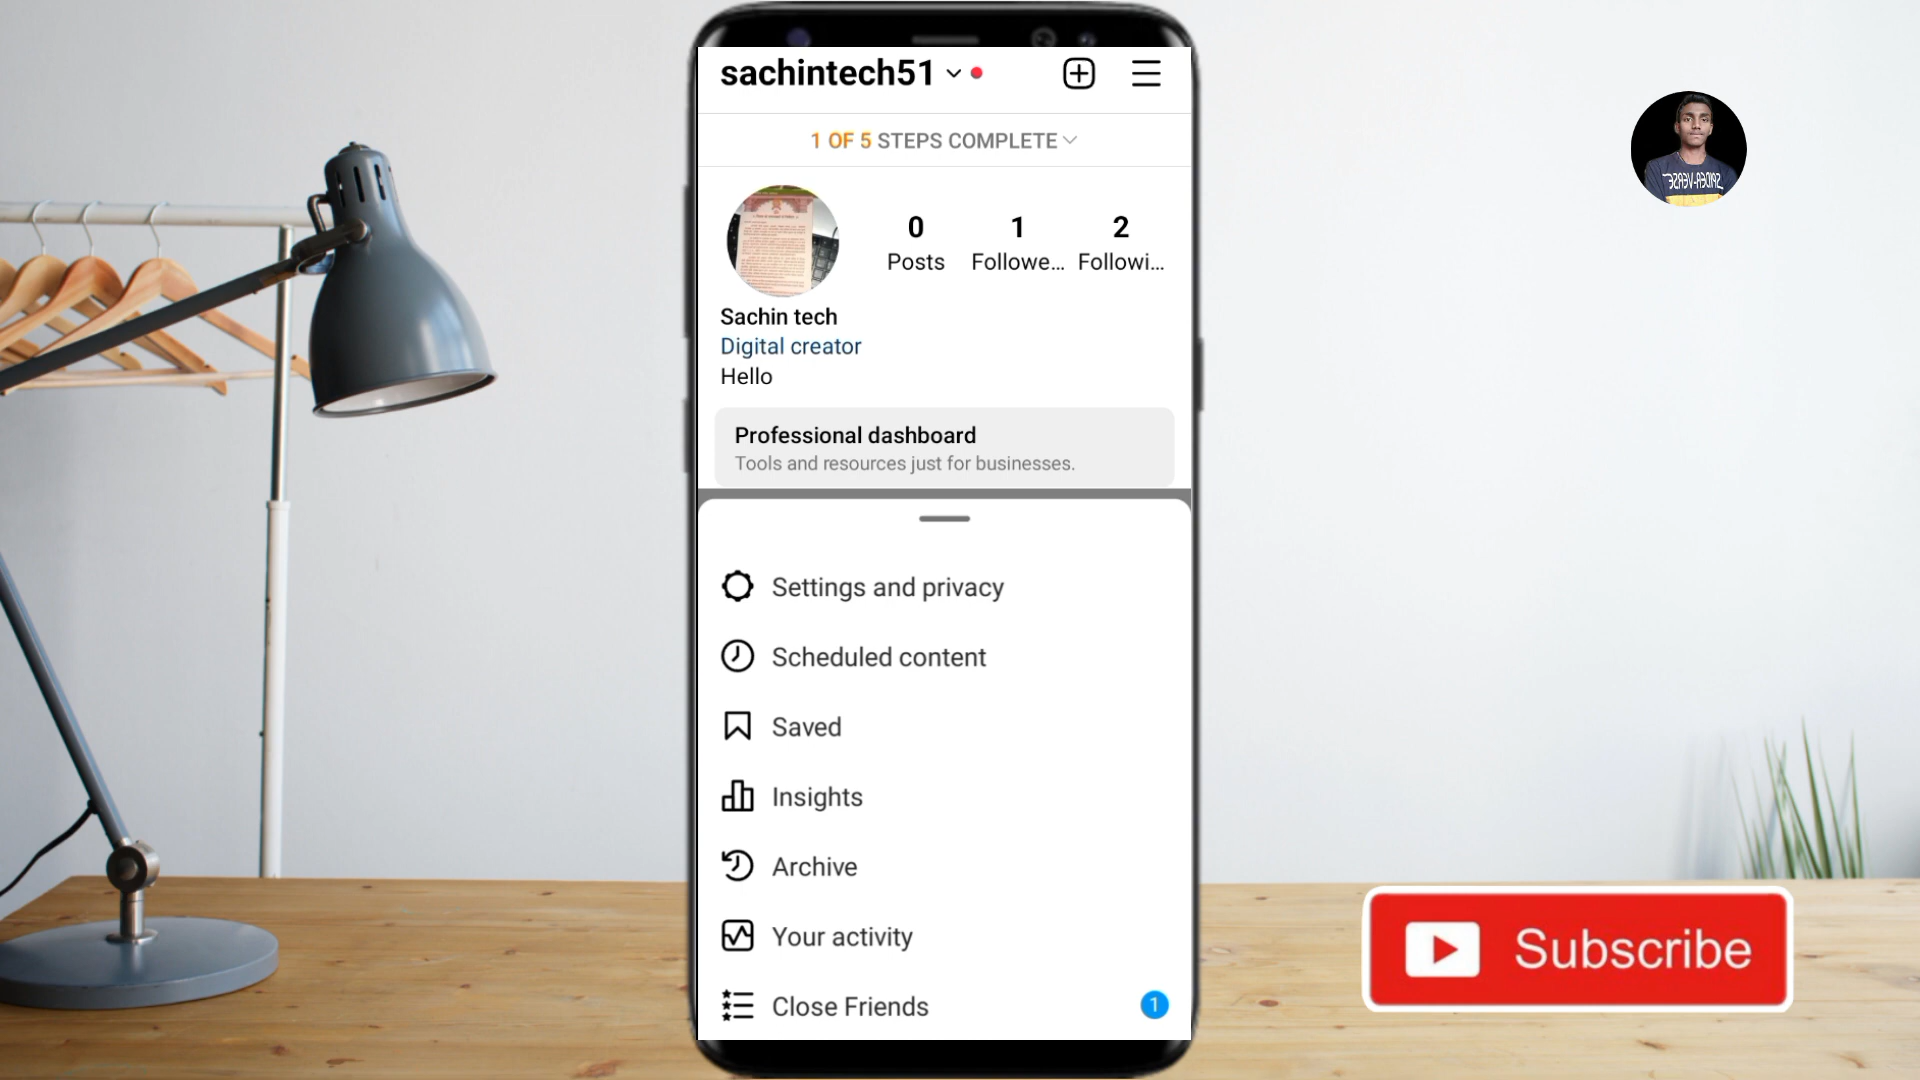 sachintech51
1 OF 5 STEPS COMPLETE
0
Posts
1
Followe...
2
Followi...
Sachin tech
Digital creator
Hello
Professional dashboard
Tools and resources just for businesses.
Settings and privacy
Scheduled content
Saved
Insights
Archive
Your activity
Close Friends
1
Subscribe
SPIDER-VERSE